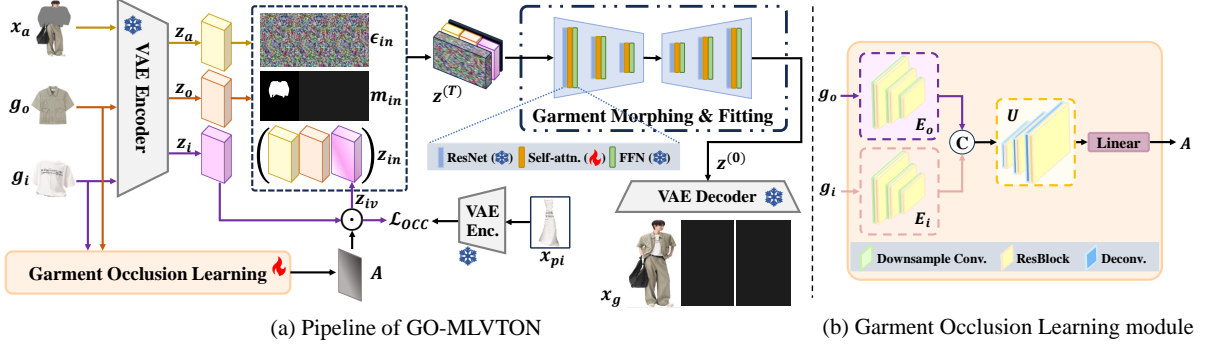 x_a
g_o
g_i
VAE Encoder
z_a
z_o
z_i
ϵ_in
m_in
z_in
z_iv
z^(T)
Garment Morphing & Fitting
ResNet ( ) Self-attn. ( ) FFN ( )
z^(0)
VAE Decoder
ℒ_OCC
VAE
Enc.
x_pi
x_g
Garment Occlusion Learning
A
(a) Pipeline of GO-MLVTON
g_o
E_o
g_i
E_i
C
U
Linear
A
Downsample Conv. ResBlock Deconv.
(b) Garment Occlusion Learning module